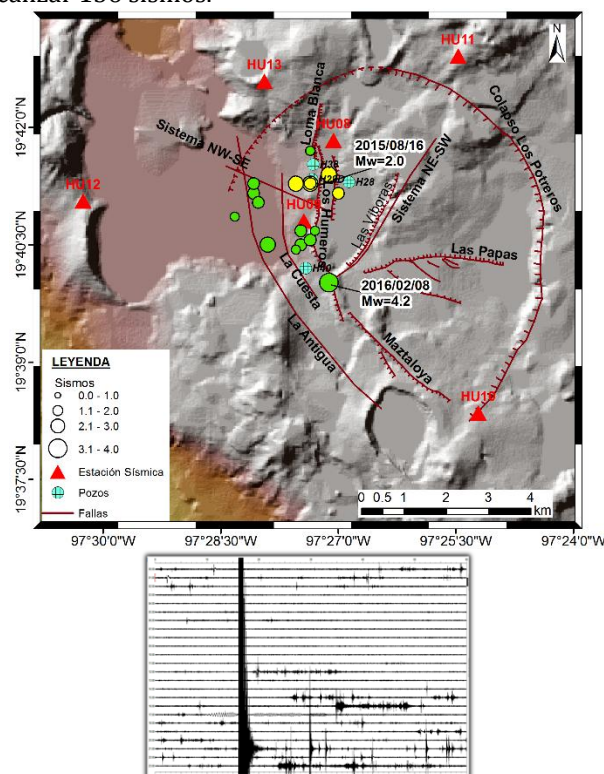 canzar 150 sismos.
HU11
N
HU13
19°42'0"N
Loma Blanca
HU08
Colapso Los Potreros
2015/08/16
Mw=2.0
Sistema NW-SE
H38
H28
HU12
Los Humeros
Las Víboras
Sistema NE-SW
19°40'30"N
Las Papas
H40
La Cuesta
2016/02/08
Mw=4.2
19°39'0"N
La Antigua
Maztaloya
LEYENDA
Sismos
0.0 - 1.0
1.1 - 2.0
2.1 - 3.0
3.1 - 4.0
Estación Sísmica
Pozos
Fallas
19°37'30"N
0 0.5 1 2 3 4
km
97°30'0"W 97°28'30"W 97°27'0"W 97°25'30"W 97°24'0"W